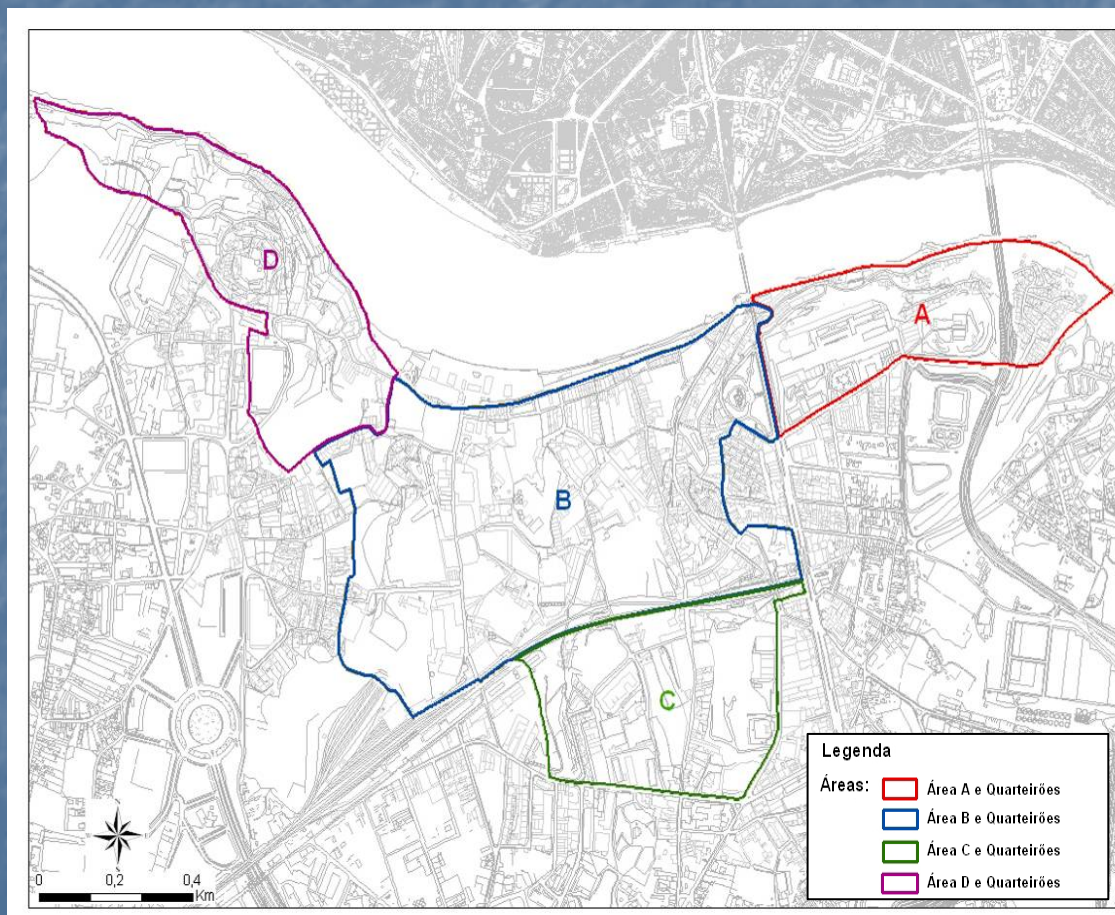 D
A
B
C
Legenda
Áreas:
Área A e Quarteirões
Área B e Quarteirões
Área C e Quarteirões
Área D e Quarteirões
0 0,2 0,4
Km